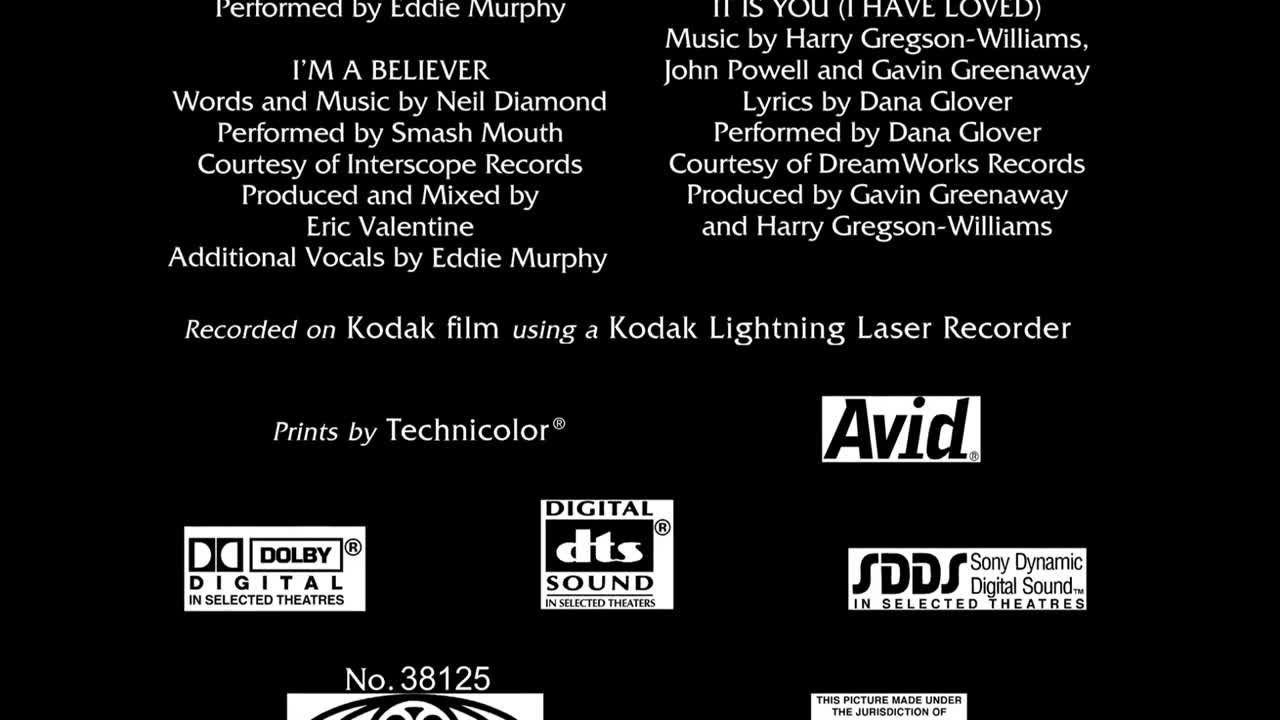 Performed by Eddie Murphy
I'M A BELIEVER
Words and Music by Neil Diamond
Performed by Smash Mouth
Courtesy of Interscope Records
Produced and Mixed by
Eric Valentine
Additional Vocals by Eddie Murphy
IT IS YOU (I HAVE LOVED)
Music by Harry Gregson-Williams,
John Powell and Gavin Greenaway
Lyrics by Dana Glover
Performed by Dana Glover
Courtesy of DreamWorks Records
Produced by Gavin Greenaway
and Harry Gregson-Williams
Recorded on Kodak film using a Kodak Lightning Laser Recorder
Prints by Technicolor®
Avid®
DOLBY®
DIGITAL
IN SELECTED THEATRES
DIGITAL
dts®
SOUND
IN SELECTED THEATERS
SDDS Sony Dynamic
Digital Sound™
IN SELECTED THEATRES
No. 38125
THIS PICTURE MADE UNDER
THE JURISDICTION OF